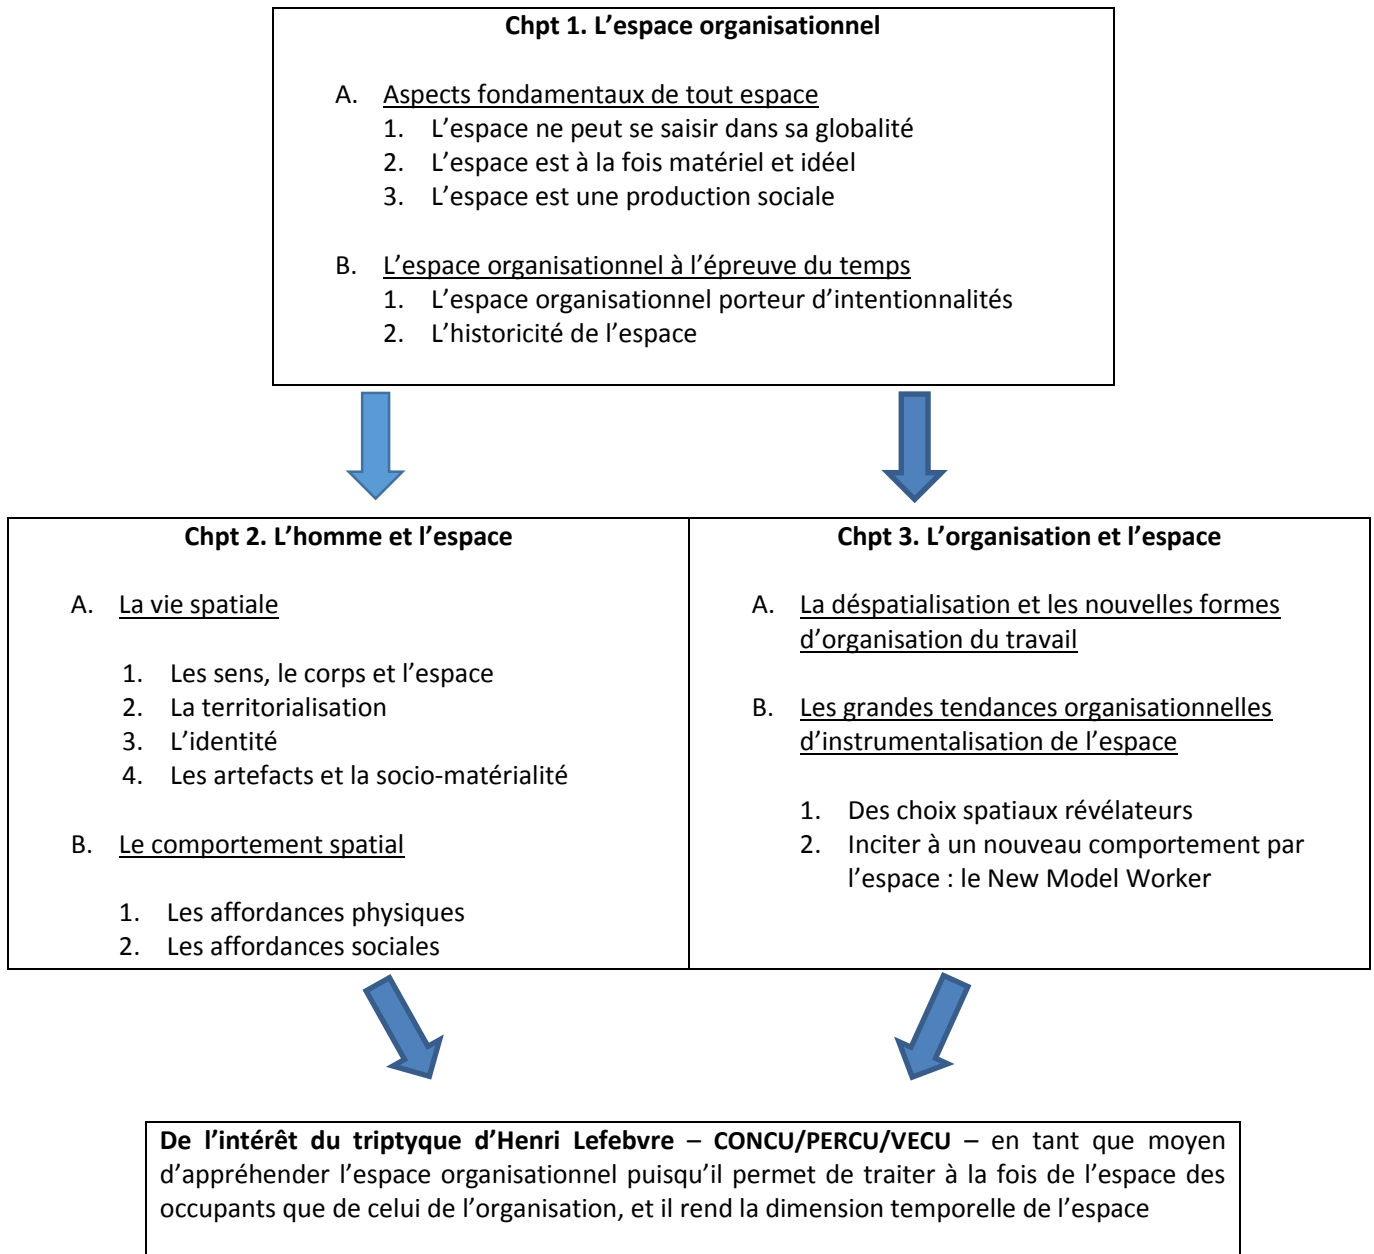 Chpt 1. L’espace organisationnel
A. Aspects fondamentaux de tout espace
1. L’espace ne peut se saisir dans sa globalité
2. L’espace est à la fois matériel et idéel
3. L’espace est une production sociale
B. L’espace organisationnel à l’épreuve du temps
1. L’espace organisationnel porteur d’intentionnalités
2. L’historicité de l’espace
Chpt 2. L’homme et l’espace
A. La vie spatiale
1. Les sens, le corps et l’espace
2. La territorialisation
3. L’identité
4. Les artefacts et la socio-matérialité
B. Le comportement spatial
1. Les affordances physiques
2. Les affordances sociales
Chpt 3. L’organisation et l’espace
A. La déspatialisation et les nouvelles formes
d’organisation du travail
B. Les grandes tendances organisationnelles
d’instrumentalisation de l’espace
1. Des choix spatiaux révélateurs
2. Inciter à un nouveau comportement par
l’espace : le New Model Worker
De l’intérêt du triptyque d’Henri Lefebvre – CONCU/PERCU/VECU – en tant que moyen
d’appréhender l’espace organisationnel puisqu’il permet de traiter à la fois de l’espace des
occupants que de celui de l’organisation, et il rend la dimension temporelle de l’espace